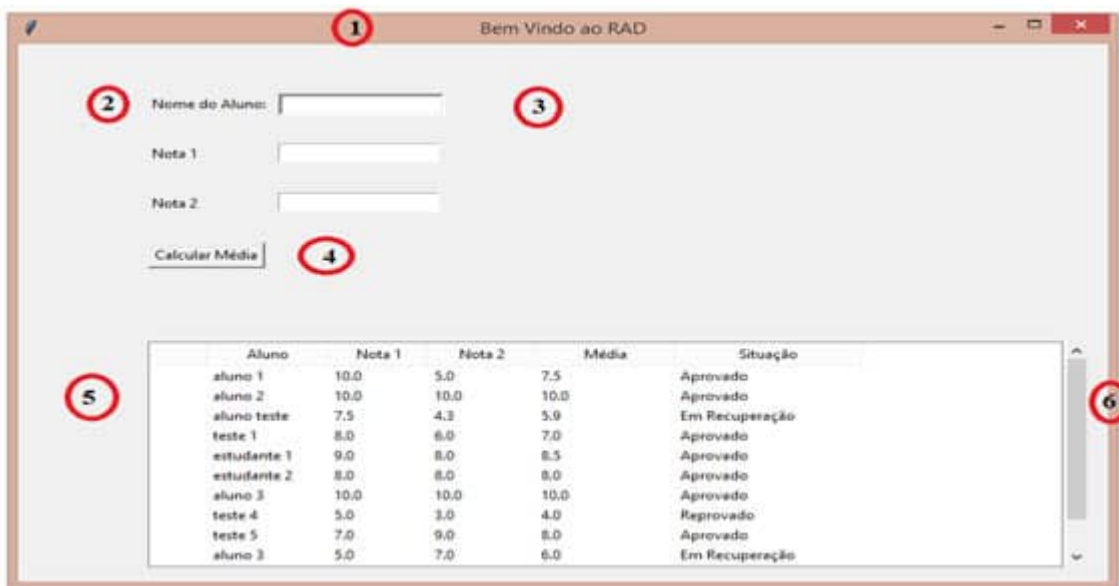 1 Bem Vindo ao RAD
2 Nome do Aluno: 3
Nota 1
Nota 2
Calcular Média 4
Aluno Nota 1 Nota 2 Média Situação
aluno 1 10.0 5.0 7.5 Aprovado
5 aluno 2 10.0 10.0 10.0 Aprovado 6
aluno teste 7.5 4.3 5.9 Em Recuperação
teste 1 8.0 6.0 7.0 Aprovado
estudante 1 9.0 8.0 8.5 Aprovado
estudante 2 8.0 8.0 8.0 Aprovado
aluno 3 10.0 10.0 10.0 Aprovado
teste 4 5.0 3.0 4.0 Reprovado
teste 5 7.0 9.0 8.0 Aprovado
aluno 3 5.0 7.0 6.0 Em Recuperação